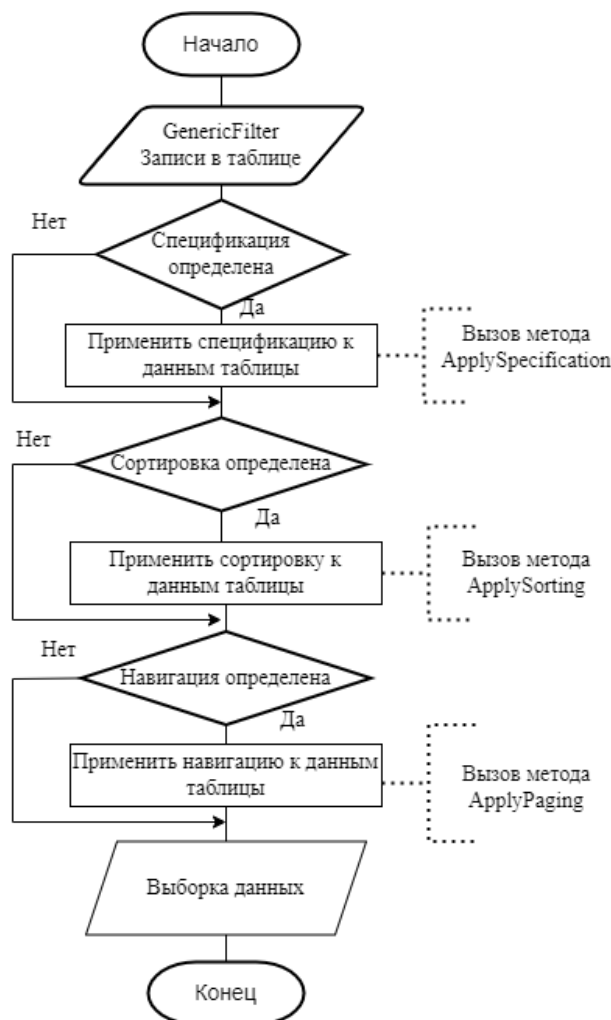 Начало
GenericFilter
Записи в таблице
Нет
Спецификация
определена
Да
Применить спецификацию к
данным таблицы
Вызов метода
ApplySpecification
Нет
Сортировка определена
Да
Применить сортировку к
данным таблицы
Вызов метода
ApplySorting
Нет
Навигация определена
Да
Применить навигацию к данным
таблицы
Вызов метода
ApplyPaging
Выборка данных
Конец